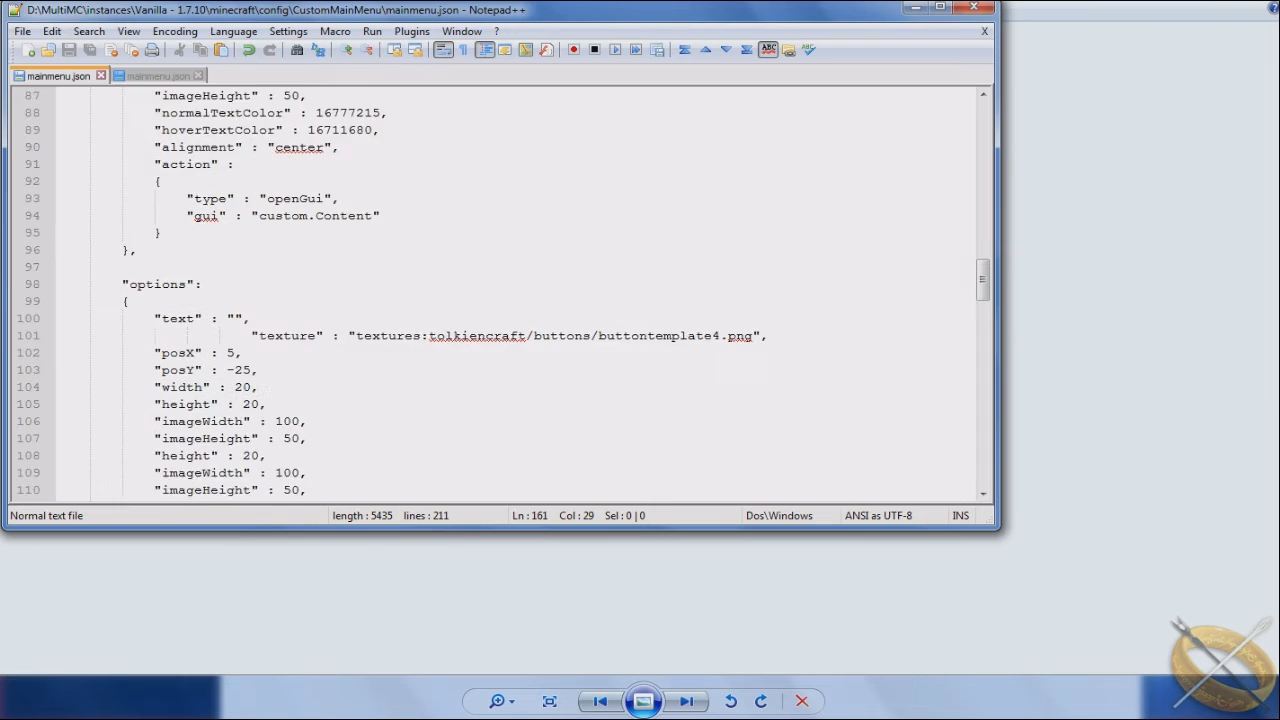 D:\MultiMC\instances\Vanilla - 1.7.10\minecraft\config\CustomMainMenu\mainmenu.json - Notepad++
File Edit Search View Encoding Language Settings Macro Run Plugins Window ? X
mainmenu.json mainmenu.json
87 "imageHeight" : 50,
88 "normalTextColor" : 16777215,
89 "hoverTextColor" : 16711680,
90 "alignment" : "center",
91 "action" :
92 {
93 "type" : "openGui",
94 "gui" : "custom.Content"
95 }
96 },
97
98 "options":
99 {
100 "text" : "",
101 "texture" : "textures:tolkiencraft/buttons/buttontemplate4.png",
102 "posX" : 5,
103 "posY" : -25,
104 "width" : 20,
105 "height" : 20,
106 "imageWidth" : 100,
107 "imageHeight" : 50,
108 "height" : 20,
109 "imageWidth" : 100,
110 "imageHeight" : 50,
Normal text file length : 5435 lines : 211 Ln : 161 Col : 29 Sel : 0 | 0 Dos\Windows ANSI as UTF-8 INS